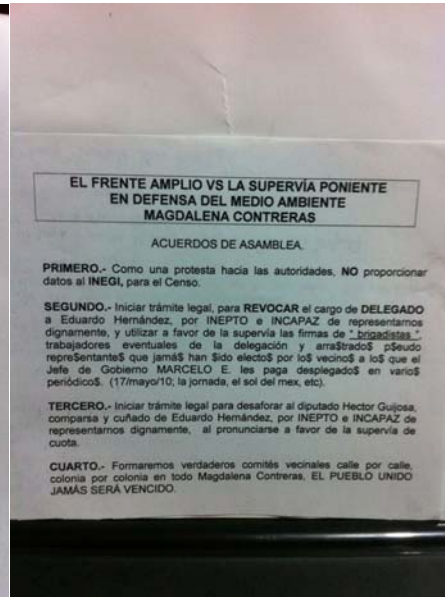 EL FRENTE AMPLIO VS LA SUPERVÍA PONIENTE
EN DEFENSA DEL MEDIO AMBIENTE
MAGDALENA CONTRERAS
ACUERDOS DE ASAMBLEA.
PRIMERO.- Como una protesta hacia las autoridades, NO proporcionar
datos al INEGI, para el Censo.
SEGUNDO.- Iniciar trámite legal, para REVOCAR el cargo de DELEGADO
a Eduardo Hernández, por INEPTO e INCAPAZ de representarnos
dignamente, y utilizar a favor de la supervía las firmas de " brigadistas ",
trabajadores eventuales de la delegación y arra$trado$ p$eudo
repre$entante$ que jamá$ han $ido electo$ por lo$ vecino$ a lo$ que el
Jefe de Gobierno MARCELO E. les paga desplegado$ en vario$
periódico$. (17/mayo/10; la jornada, el sol del mex, etc).
TERCERO.- Iniciar trámite legal para desaforar al diputado Hector Guijosa,
comparsa y cuñado de Eduardo Hernández, por INEPTO e INCAPAZ de
representarnos dignamente, al pronunciarse a favor de la supervía de
cuota.
CUARTO.- Formaremos verdaderos comités vecinales calle por calle,
colonia por colonia en todo Magdalena Contreras, EL PUEBLO UNIDO
JAMÁS SERÁ VENCIDO.